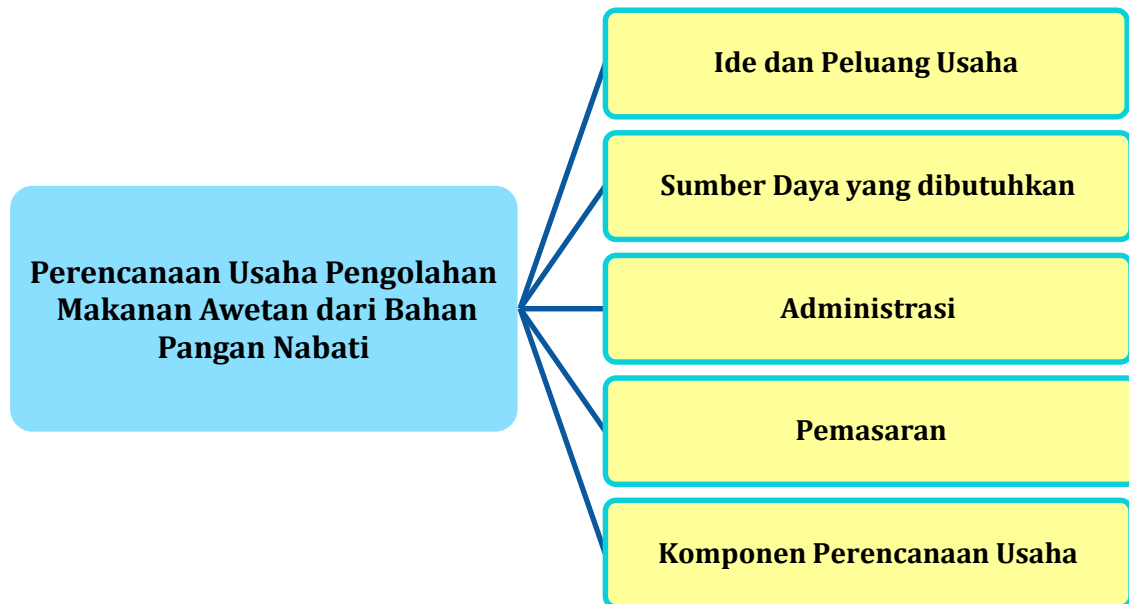 Perencanaan Usaha Pengolahan
Makanan Awetan dari Bahan
Pangan Nabati
Ide dan Peluang Usaha
Sumber Daya yang dibutuhkan
Administrasi
Pemasaran
Komponen Perencanaan Usaha